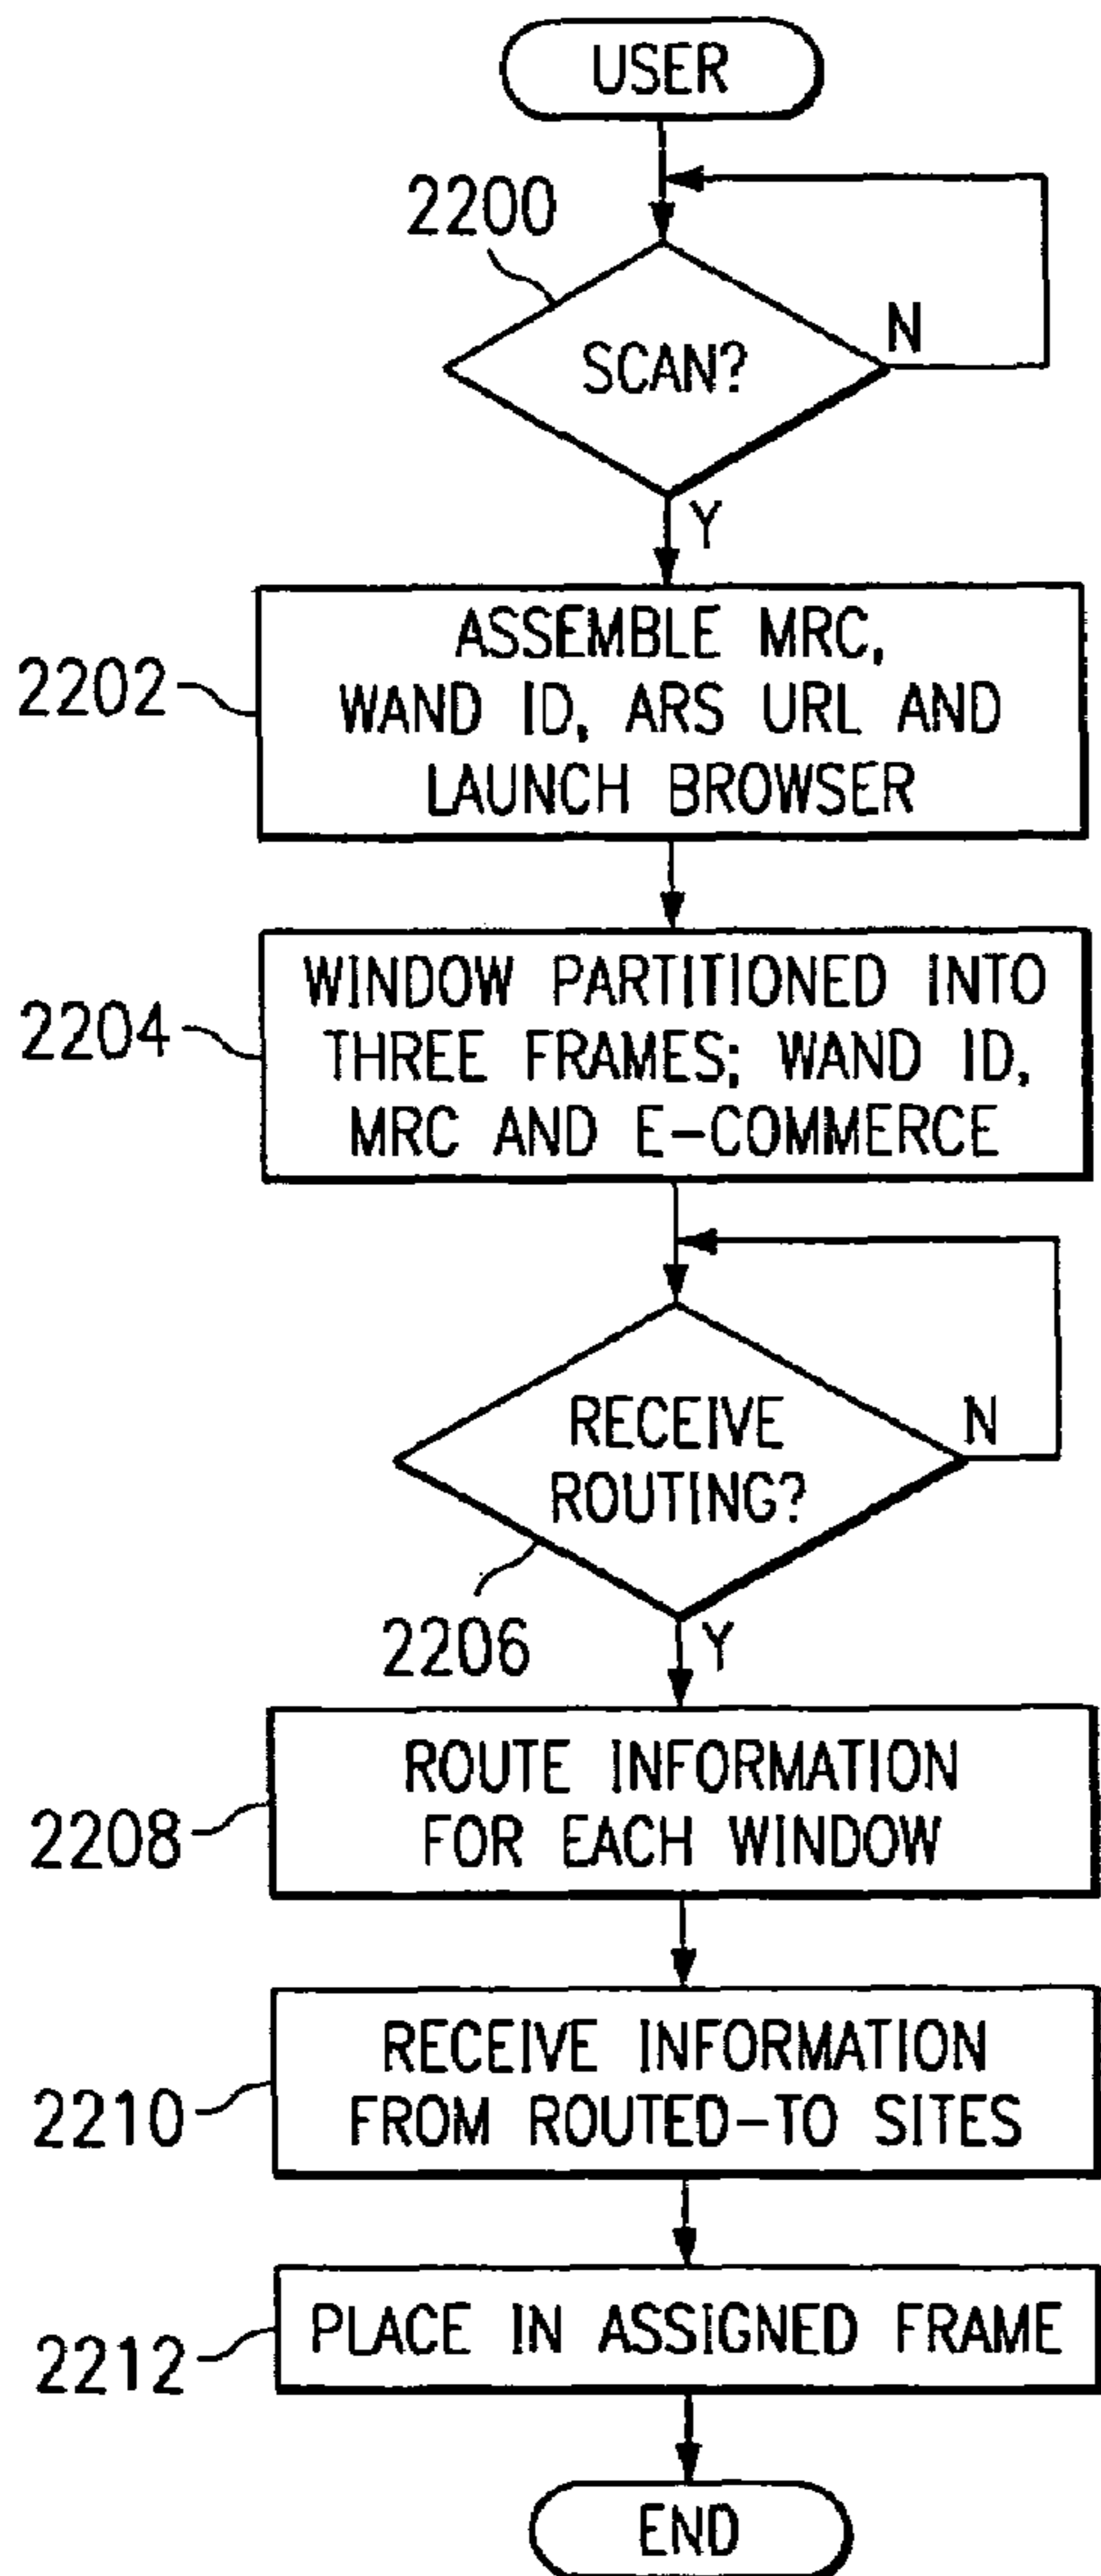 USER
2200
SCAN?
N
Y
2202
ASSEMBLE MRC,
WAND ID, ARS URL AND
LAUNCH BROWSER
2204
WINDOW PARTITIONED INTO
THREE FRAMES; WAND ID,
MRC AND E-COMMERCE
RECEIVE
ROUTING?
N
2206
Y
2208
ROUTE INFORMATION
FOR EACH WINDOW
2210
RECEIVE INFORMATION
FROM ROUTED-TO SITES
2212
PLACE IN ASSIGNED FRAME
END